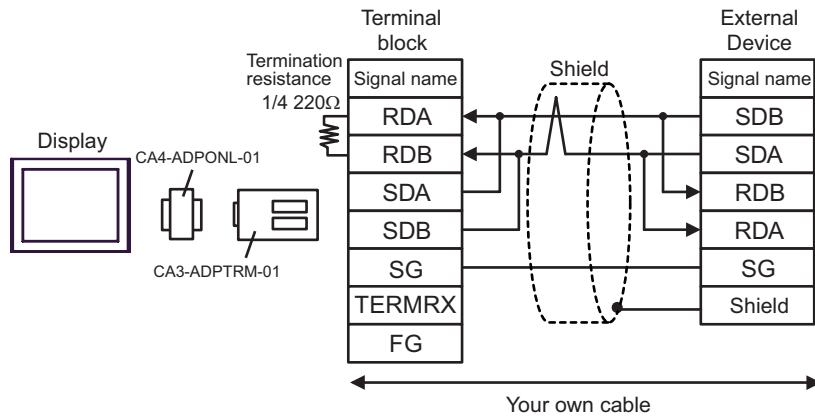 Terminal
block
External
Device
Termination
resistance
1/4 220Ω
Shield
Signal name
Signal name
RDA
SDB
Display
CA4-ADPONL-01
RDB
SDA
SDA
RDB
SDB
RDA
CA3-ADPTRM-01
SG
SG
TERMRX
Shield
FG
Your own cable